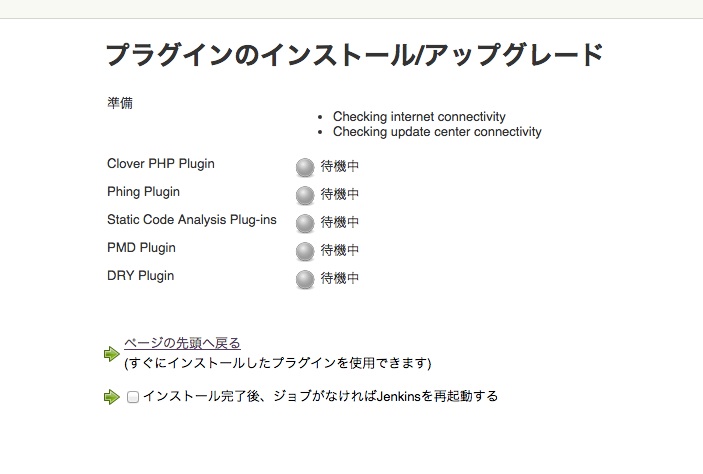 プラグインのインストール/アップグレード
準備
Checking internet connectivity
Checking update center connectivity
Clover PHP Plugin 待機中
Phing Plugin 待機中
Static Code Analysis Plug-ins 待機中
PMD Plugin 待機中
DRY Plugin 待機中
ページの先頭へ戻る
(すぐにインストールしたプラグインを使用できます)
インストール完了後、ジョブがなければJenkinsを再起動する